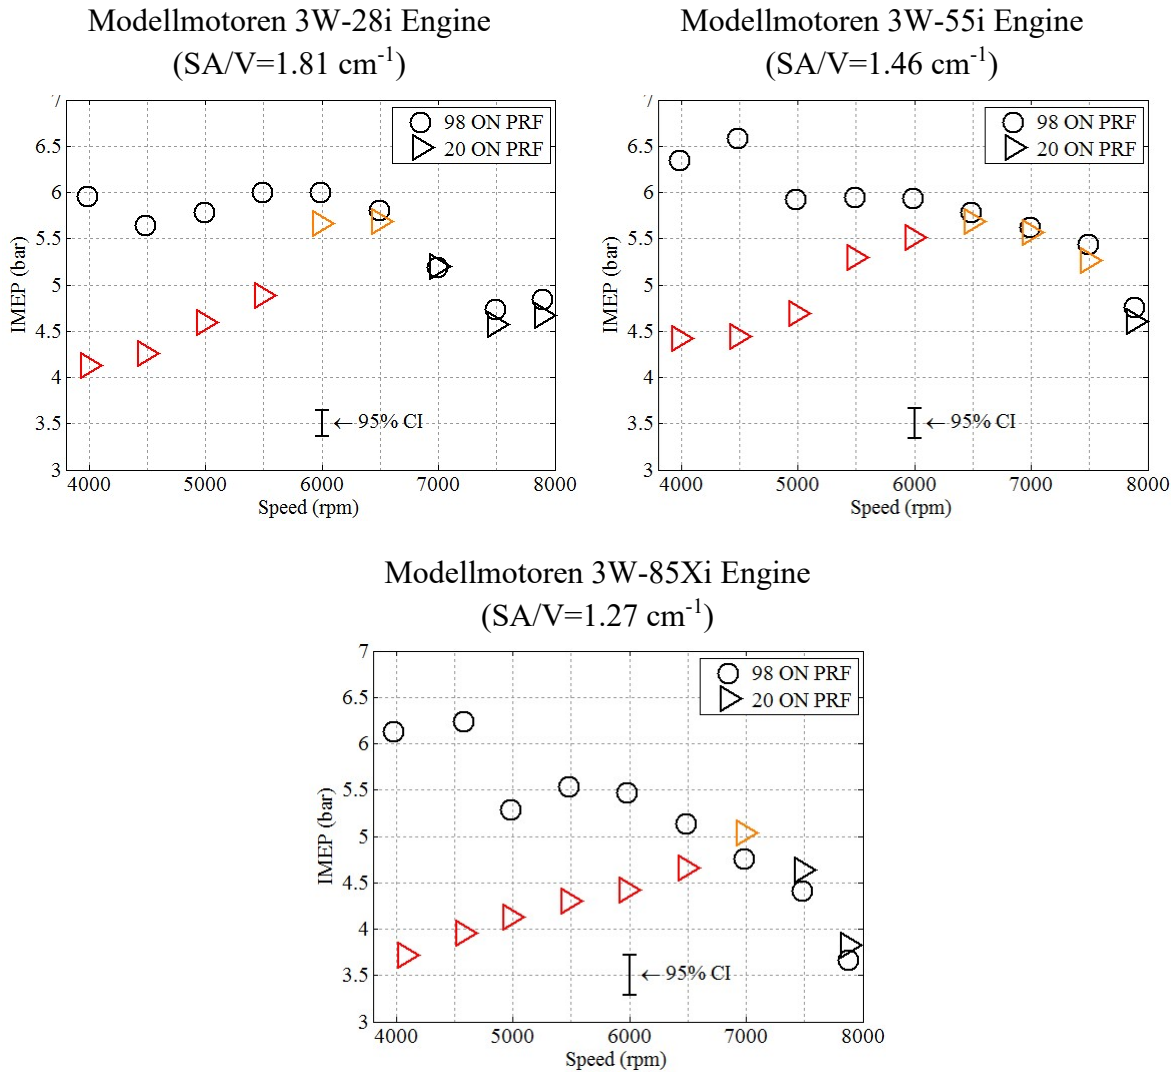 Modellmotoren 3W-28i Engine
(SA/V=1.81 cm⁻¹)
7
6.5
6
5.5
5
4.5
4
3.5
3
IMEP (bar)
98 ON PRF
20 ON PRF
← 95% CI
4000 5000 6000 7000 8000
Speed (rpm)
Modellmotoren 3W-55i Engine
(SA/V=1.46 cm⁻¹)
7
6.5
6
5.5
5
4.5
4
3.5
3
IMEP (bar)
98 ON PRF
20 ON PRF
← 95% CI
4000 5000 6000 7000 8000
Speed (rpm)
Modellmotoren 3W-85Xi Engine
(SA/V=1.27 cm⁻¹)
7
6.5
6
5.5
5
4.5
4
3.5
3
IMEP (bar)
98 ON PRF
20 ON PRF
← 95% CI
4000 5000 6000 7000 8000
Speed (rpm)